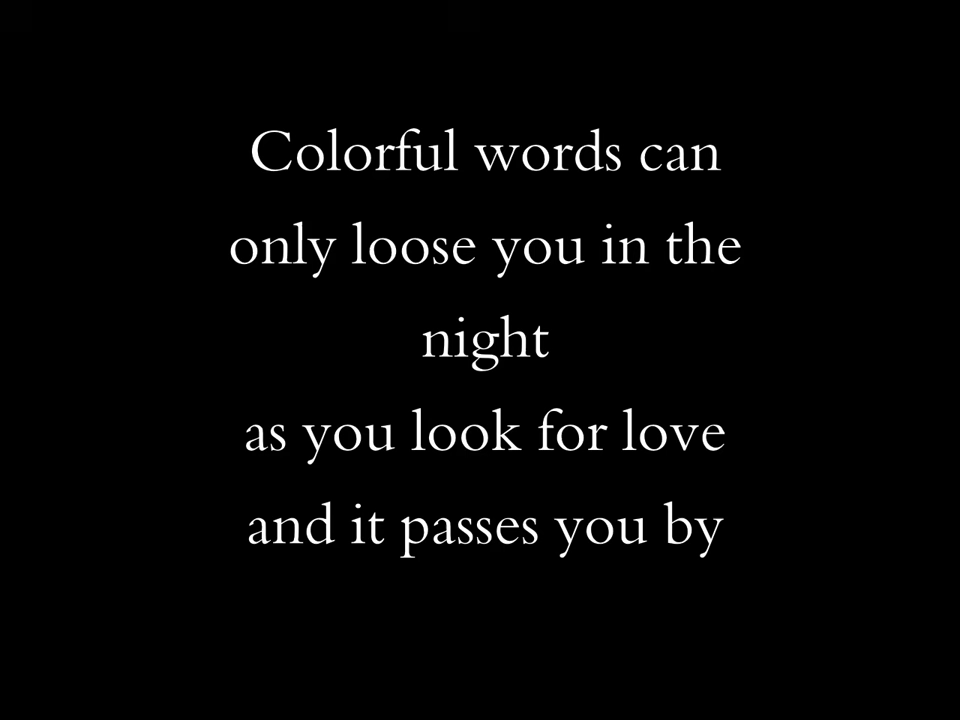 Colorful words can
only loose you in the
night
as you look for love
and it passes you by